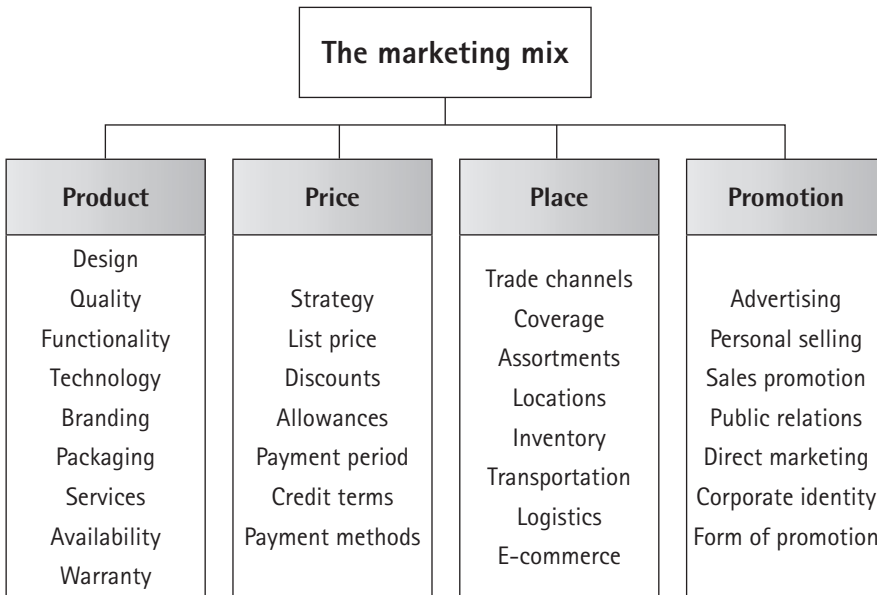 The marketing mix
Product
Design
Quality
Functionality
Technology
Branding
Packaging
Services
Availability
Warranty
Price
Strategy
List price
Discounts
Allowances
Payment period
Credit terms
Payment methods
Place
Trade channels
Coverage
Assortments
Locations
Inventory
Transportation
Logistics
E-commerce
Promotion
Advertising
Personal selling
Sales promotion
Public relations
Direct marketing
Corporate identity
Form of promotion